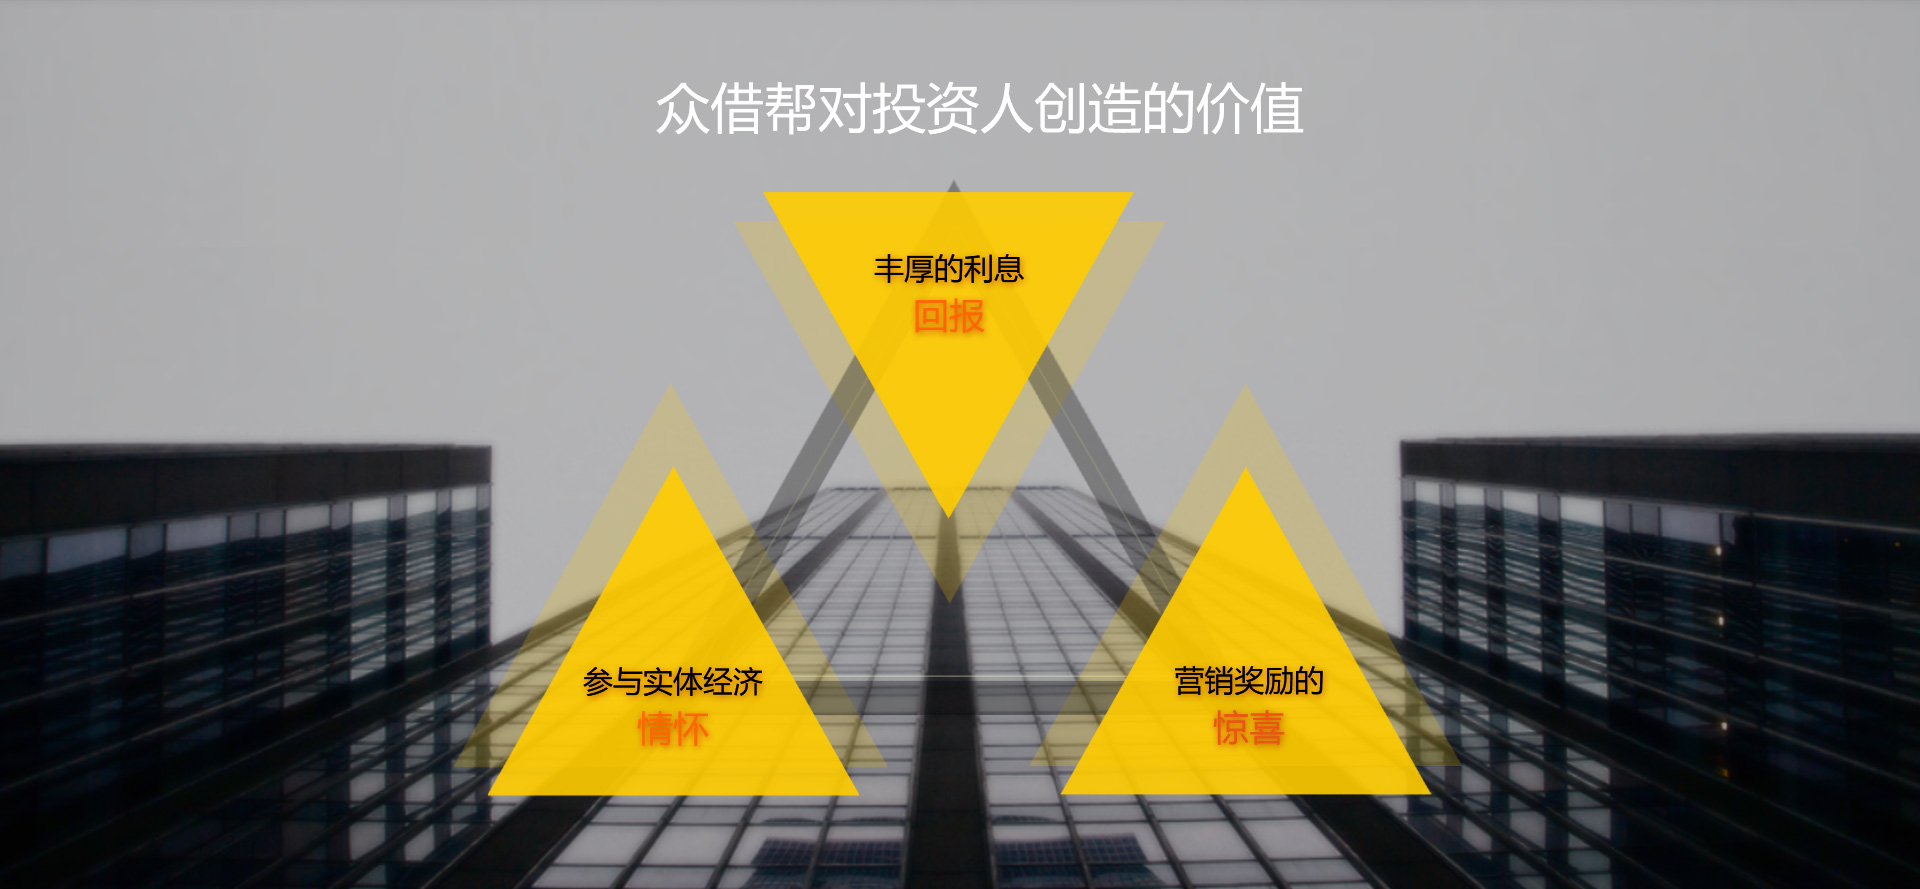 众借帮对投资人创造的价值
丰厚的利息
回报
参与实体经济
情怀
营销奖励的
惊喜